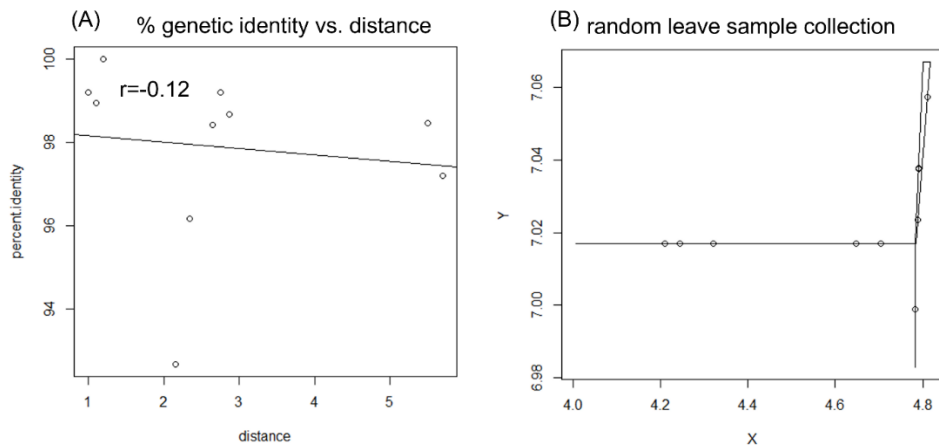 (A) % genetic identity vs. distance
r=-0.12
percent.identity
100
98
96
94
1 2 3 4 5
distance
(B) random leave sample collection
Y
7.06
7.04
7.02
7.00
6.98
4.0 4.2 4.4 4.6 4.8
X